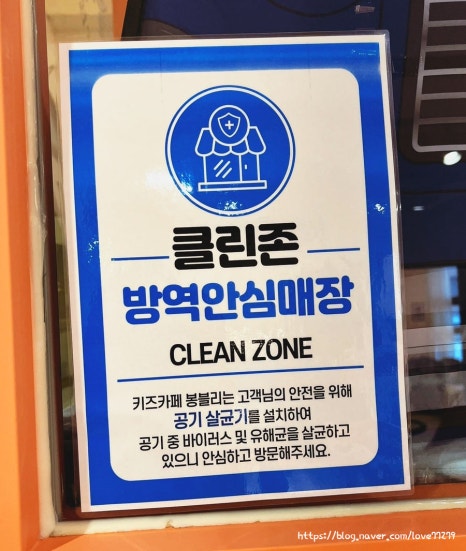 클린존
방역안심매장
CLEAN ZONE
키즈카페 봉블리는 고객님의 안전을 위해
공기 살균기를 설치하여
공기 중 바이러스 및 유해균을 살균하고
있으니 안심하고 방문해주세요.
https://blog.naver.com/love77279